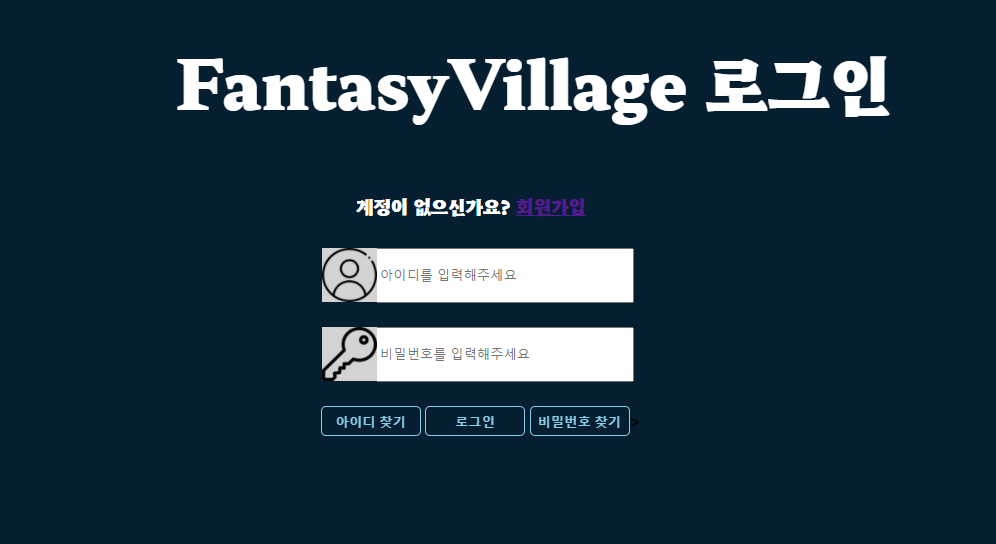 FantasyVillage 로그인
계정이 없으신가요? 회원가입
아이디를 입력해주세요
비밀번호를 입력해주세요
아이디 찾기 로그인 비밀번호 찾기 >